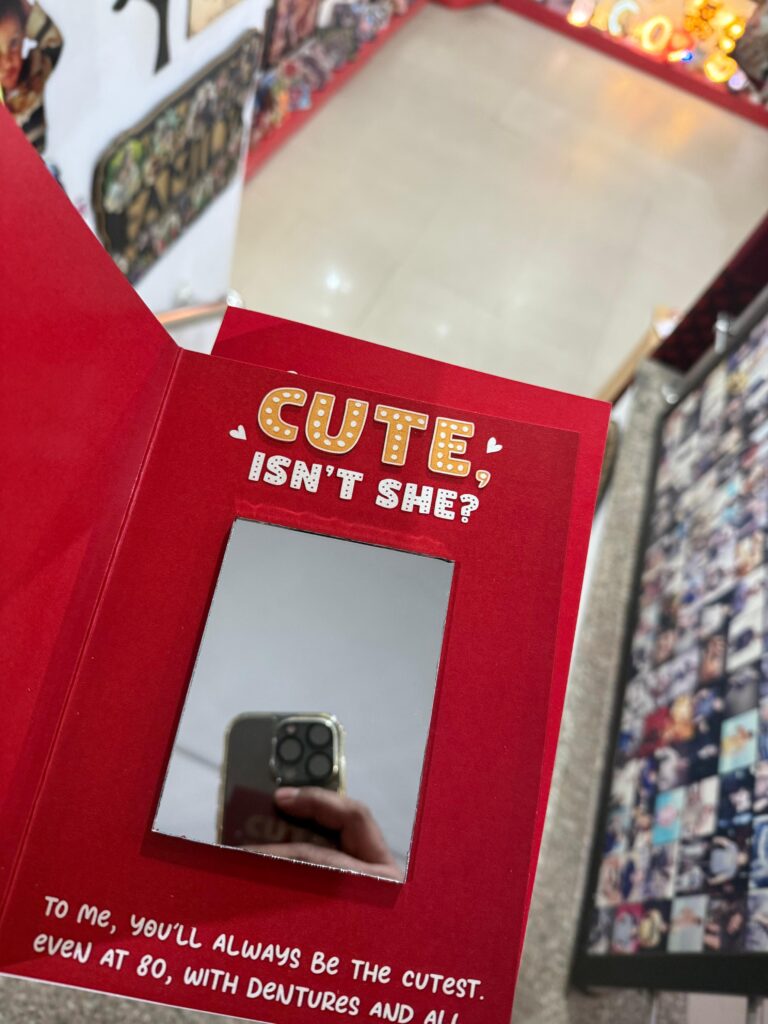 CUTE,
ISN'T SHE?
TO ME, YOU'LL ALWAYS BE THE CUTEST.
EVEN AT 80, WITH DENTURES AND ALL